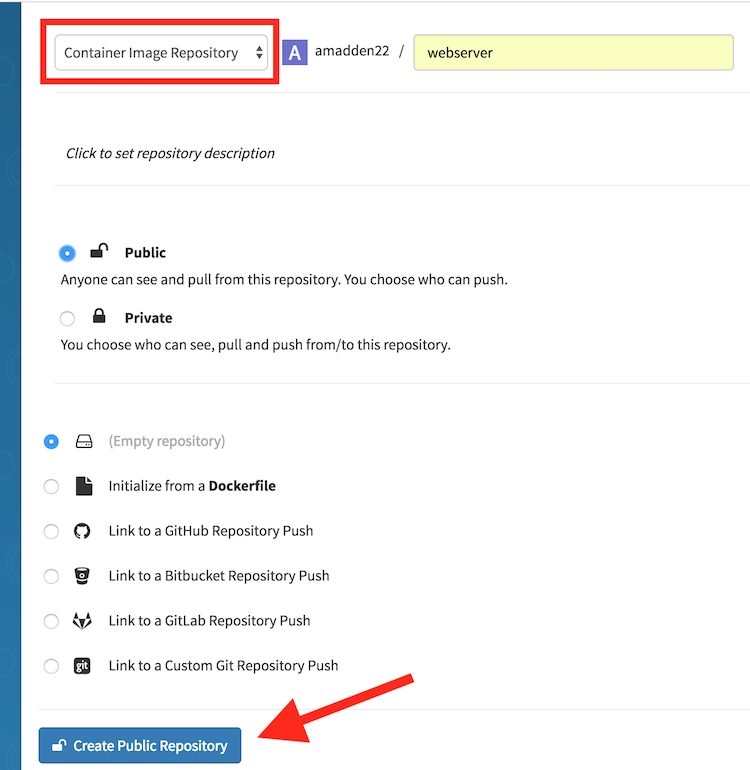 Container Image Repository A amadden22 / webserver
Click to set repository description
Public
Anyone can see and pull from this repository. You choose who can push.
Private
You choose who can see, pull and push from/to this repository.
(Empty repository)
Initialize from a Dockerfile
Link to a GitHub Repository Push
Link to a Bitbucket Repository Push
Link to a GitLab Repository Push
git Link to a Custom Git Repository Push
Create Public Repository